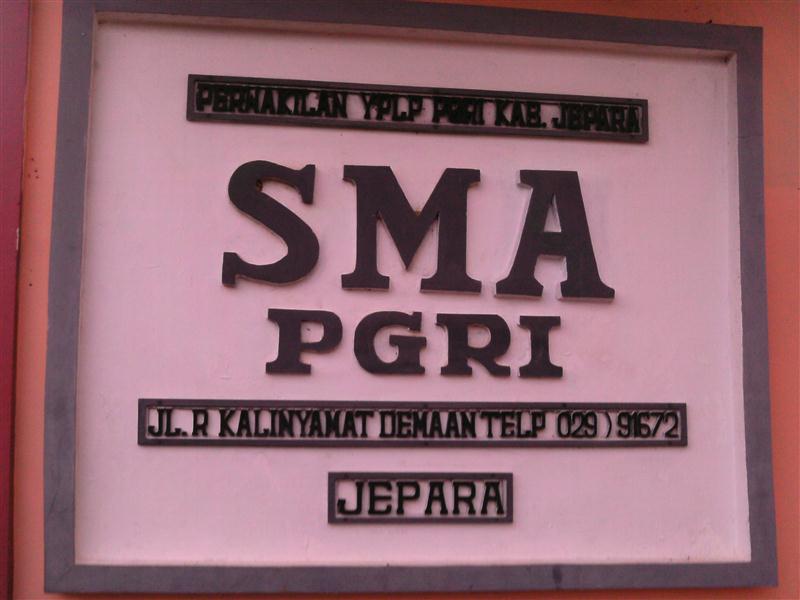 PERWAKILAN YPLP PGRI KAB. JEPARA
SMA
PGRI
JL. R KALINYAMAT DEMAAN TELP 029 ) 91672
JEPARA